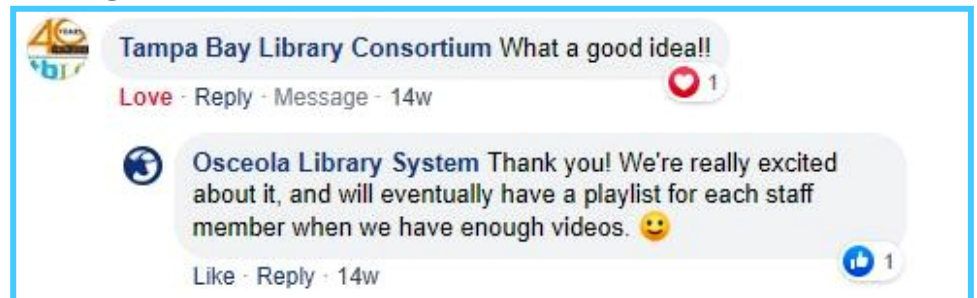 40 YEARS
Tampa Bay Library Consortium What a good idea!!
1
Love · Reply · Message · 14w
Osceola Library System Thank you! We're really excited
about it, and will eventually have a playlist for each staff
member when we have enough videos. 🙂
1
Like · Reply · 14w